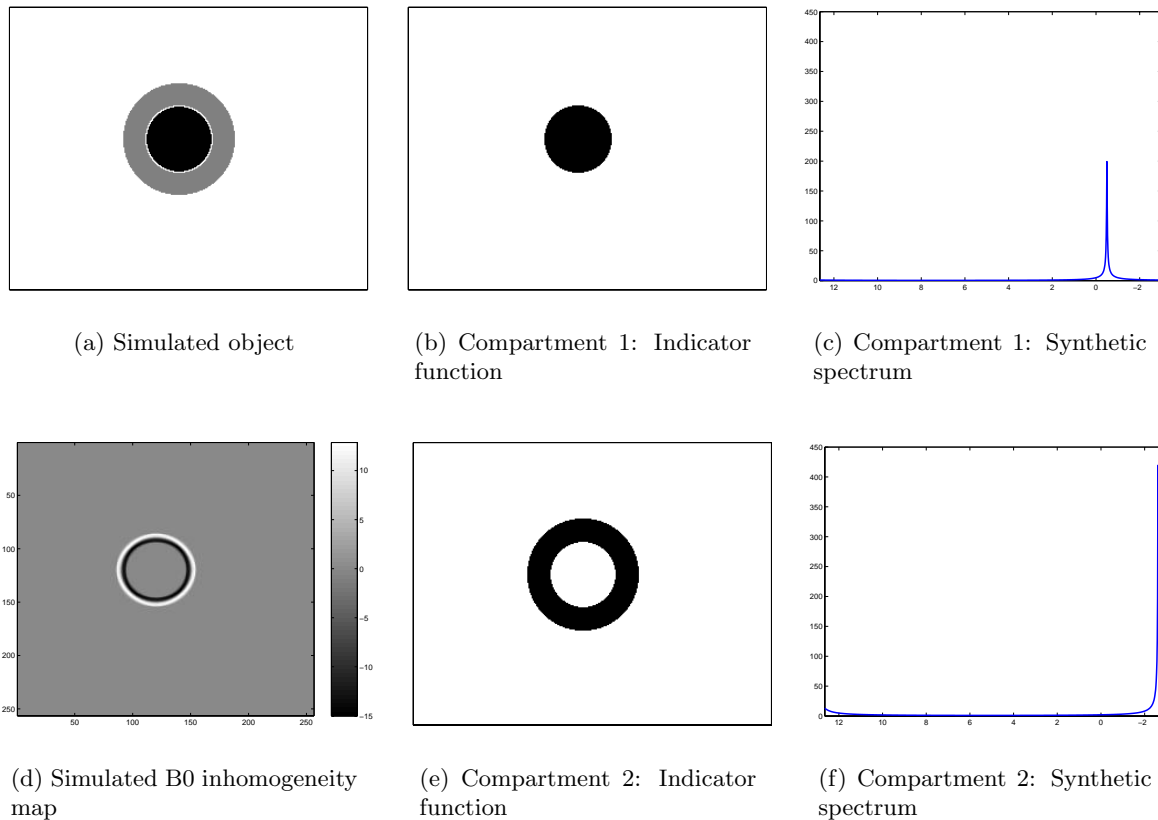 450
400
350
300
250
200
150
100
50
0
12 10 8 6 4 2 0 −2
(a) Simulated object
(b) Compartment 1: Indicator
function
(c) Compartment 1: Synthetic
spectrum
50
100
150
200
250
50 100 150 200 250
10
5
0
−5
−10
−15
450
400
350
300
250
200
150
100
50
0
12 10 8 6 4 2 0 −2
(d) Simulated B0 inhomogeneity
map
(e) Compartment 2: Indicator
function
(f) Compartment 2: Synthetic
spectrum